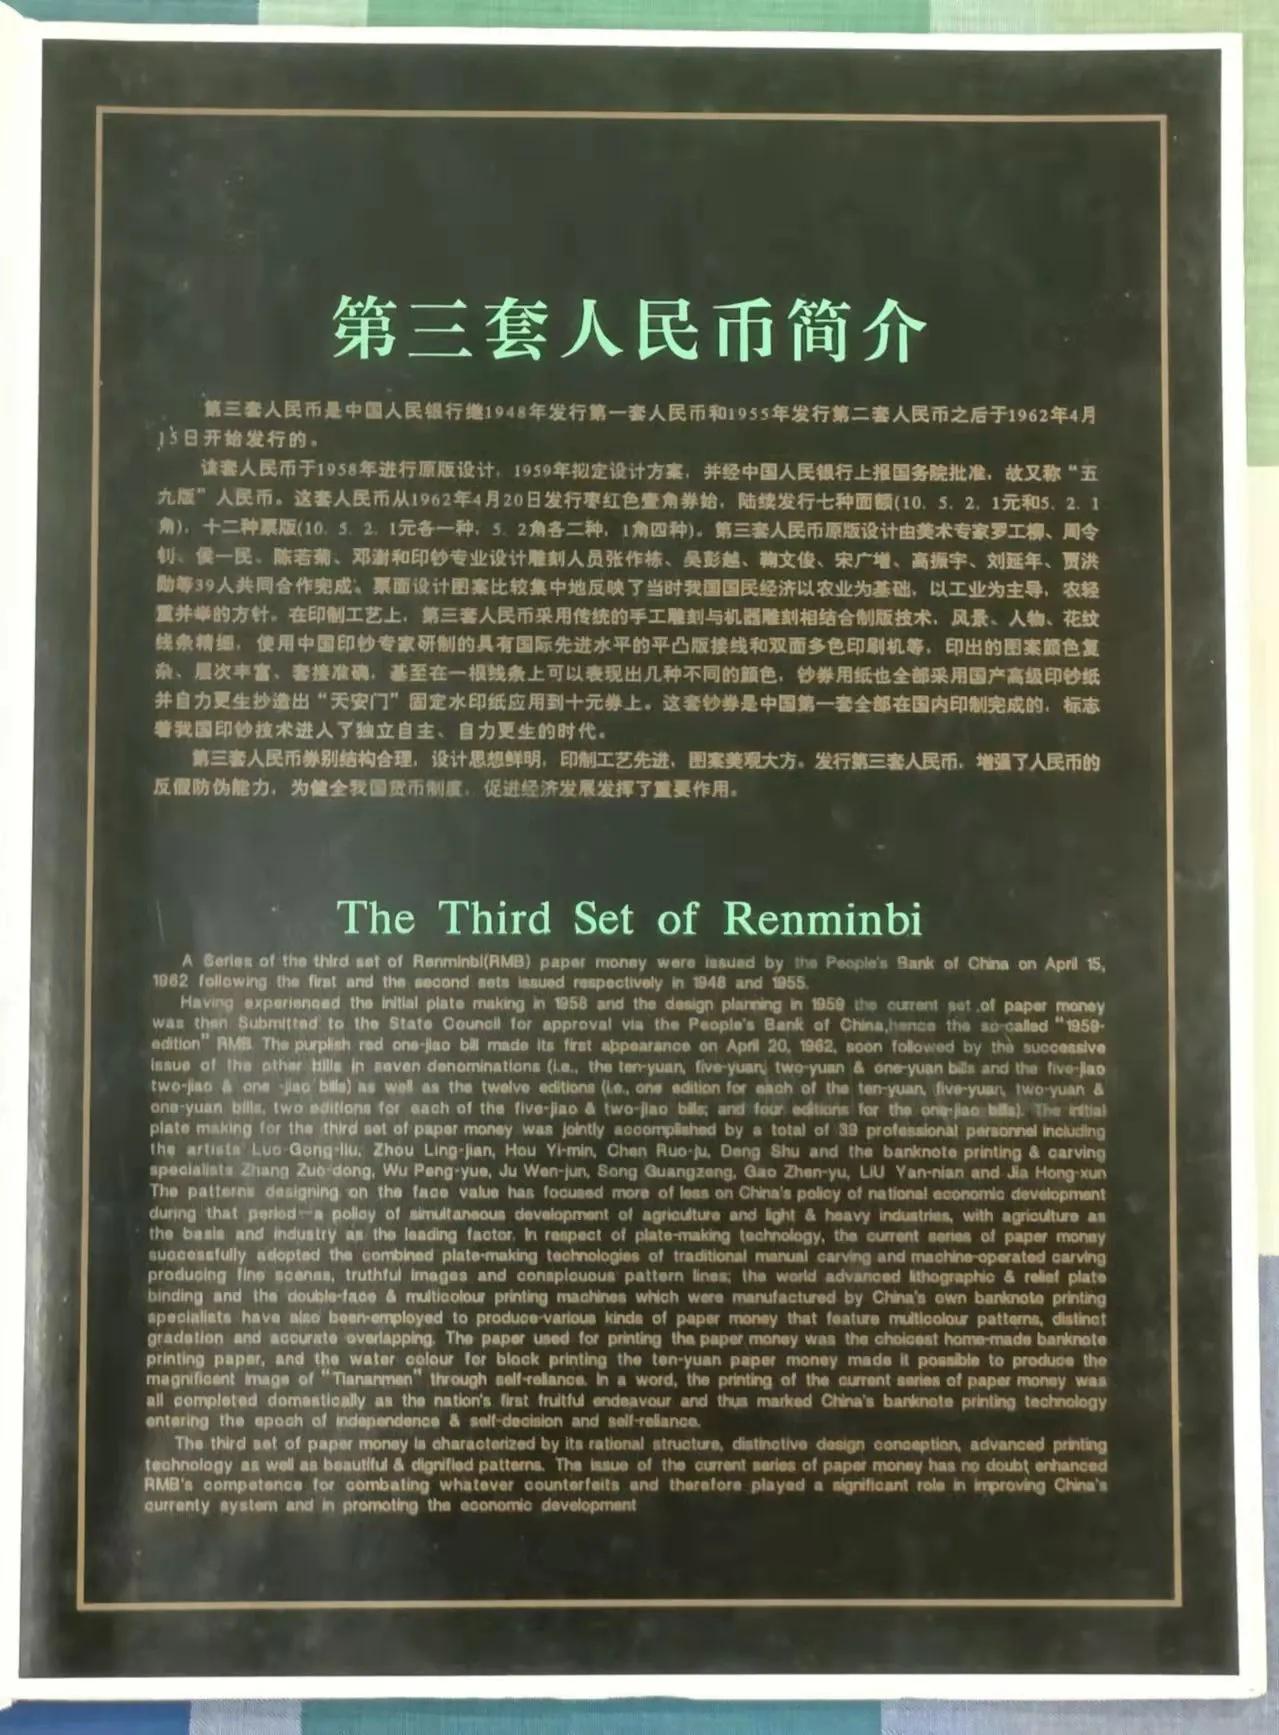 第三套人民币简介
第三套人民币是中国人民银行继1948年发行第一套人民币和1955年发行第二套人民币之后于1962年4月
15日开始发行的。
该套人民币于1958年进行原版设计，1959年拟定设计方案，并经中国人民银行上报国务院批准，故又称“五
九版”人民币。这套人民币从1962年4月20日发行枣红色壹角券始，陆续发行七种面额(10. 5. 2. 1元和5. 2. 1
角)，十二种票版(10. 5. 2. 1元各一种，5. 2角各二种，1角四种)。第三套人民币原版设计由美术专家罗工柳、周令
钊、侯一民、陈若菊、邓澍和印钞专业设计雕刻人员张作栋、吴彭越、鞠文俊、宋广增、高振宇、刘延年、贾洪
勋等39人共同合作完成。票面设计图案比较集中地反映了当时我国国民经济以农业为基础，以工业为主导，农轻
重并举的方针。在印制工艺上，第三套人民币采用传统的手工雕刻与机器雕刻相结合制版技术，风景、人物、花纹
线条精细，使用中国印钞专家研制的具有国际先进水平的平凸版接线和双面多色印刷机等，印出的图案颜色复
杂、层次丰富、套接准确，甚至在一根线条上可以表现出几种不同的颜色，钞券用纸也全部采用国产高级印钞纸
并自力更生抄造出“天安门”固定水印纸应用到十元券上。这套钞券是中国第一套全部在国内印制完成的，标志
着我国印钞技术进人了独立自主、自力更生的时代。
第三套人民币券别结构合理，设计思想鲜明，印制工艺先进，图案美观大方。发行第三套人民币，增强了人民币的
反假防伪能力，为健全我国货币制度，促进经济发展发挥了重要作用。
The Third Set of Renminbi
A Series of the third set of Renminbi(RMB) paper money were issued by the People's Bank of China on April 15,
1962 following the first and the second sets issued respectively in 1948 and 1955.
Having experienced the initial plate making in 1958 and the design planning in 1959 the current set of paper money
was then Submitted to the State Council for approval via the People's Bank of China,hence the so-called "1959-
edition" RMB. The purplish red one-jiao bill made its first appearance on April 20, 1962, soon followed by the successive
issue of the other bills in seven denominations (i.e., the ten-yuan, five-yuan, two-yuan & one-yuan bills and the five-jiao
two-jiao & one -jiao bills) as well as the twelve editions (i.e., one edition for each of the ten-yuan, five-yuan, two-yuan &
one-yuan bills, two editions for each of the five-jiao & two-jiao bills; and four editions for the one-jiao bills). The initial
plate making for the third set of paper money was jointly accomplished by a total of 39 professional personnel including
the artists Luo-Gong-liu, Zhou Ling-jian, Hou Yi-min, Chen Ruo-ju, Deng Shu and the banknote printing & carving
specialists Zhang Zuo-dong, Wu Peng-yue, Ju Wen-jun, Song Guangzeng, Gao Zhen-yu, LiU Yan-nian and Jia Hong-xun
The patterns designing on the face value has focused more of less on China's policy of national economic development
during that period—a policy of simultaneous development of agriculture and light & heavy industries, with agriculture as
the basis and industry as the leading factor. In respect of plate-making technology, the current series of paper money
successfully adopted the combined plate-making technologies of traditional manual carving and machine-operated carving
producing fine scenes, truthful images and conspicuous pattern lines; the world advanced lithographic & relief plate
binding and the double-face & multicolour printing machines which were manufactured by China's own banknote printing
specialists have also been-employed to produce-various kinds of paper money that feature multicolour patterns, distinct
gradation and accurate overlapping. The paper used for printing the paper money was the choicest home-made banknote
printing paper, and the water colour for block printing the ten-yuan paper money made it possible to produce the
magnificent image of "Tiananmen" through self-reliance. In a word, the printing of the current series of paper money was
all completed domestically as the nation's first fruitful endeavour and thus marked China's banknote printing technology
entering the epoch of independence & self-decision and self-reliance.
The third set of paper money is characterized by its rational structure, distinctive design conception, advanced printing
technology as well as beautiful & dignified patterns. The issue of the current series of paper money has no doubt enhanced
RMB's competence for combating whatever counterfeits and therefore played a significant role in improving China's
currenty system and in promoting the economic development